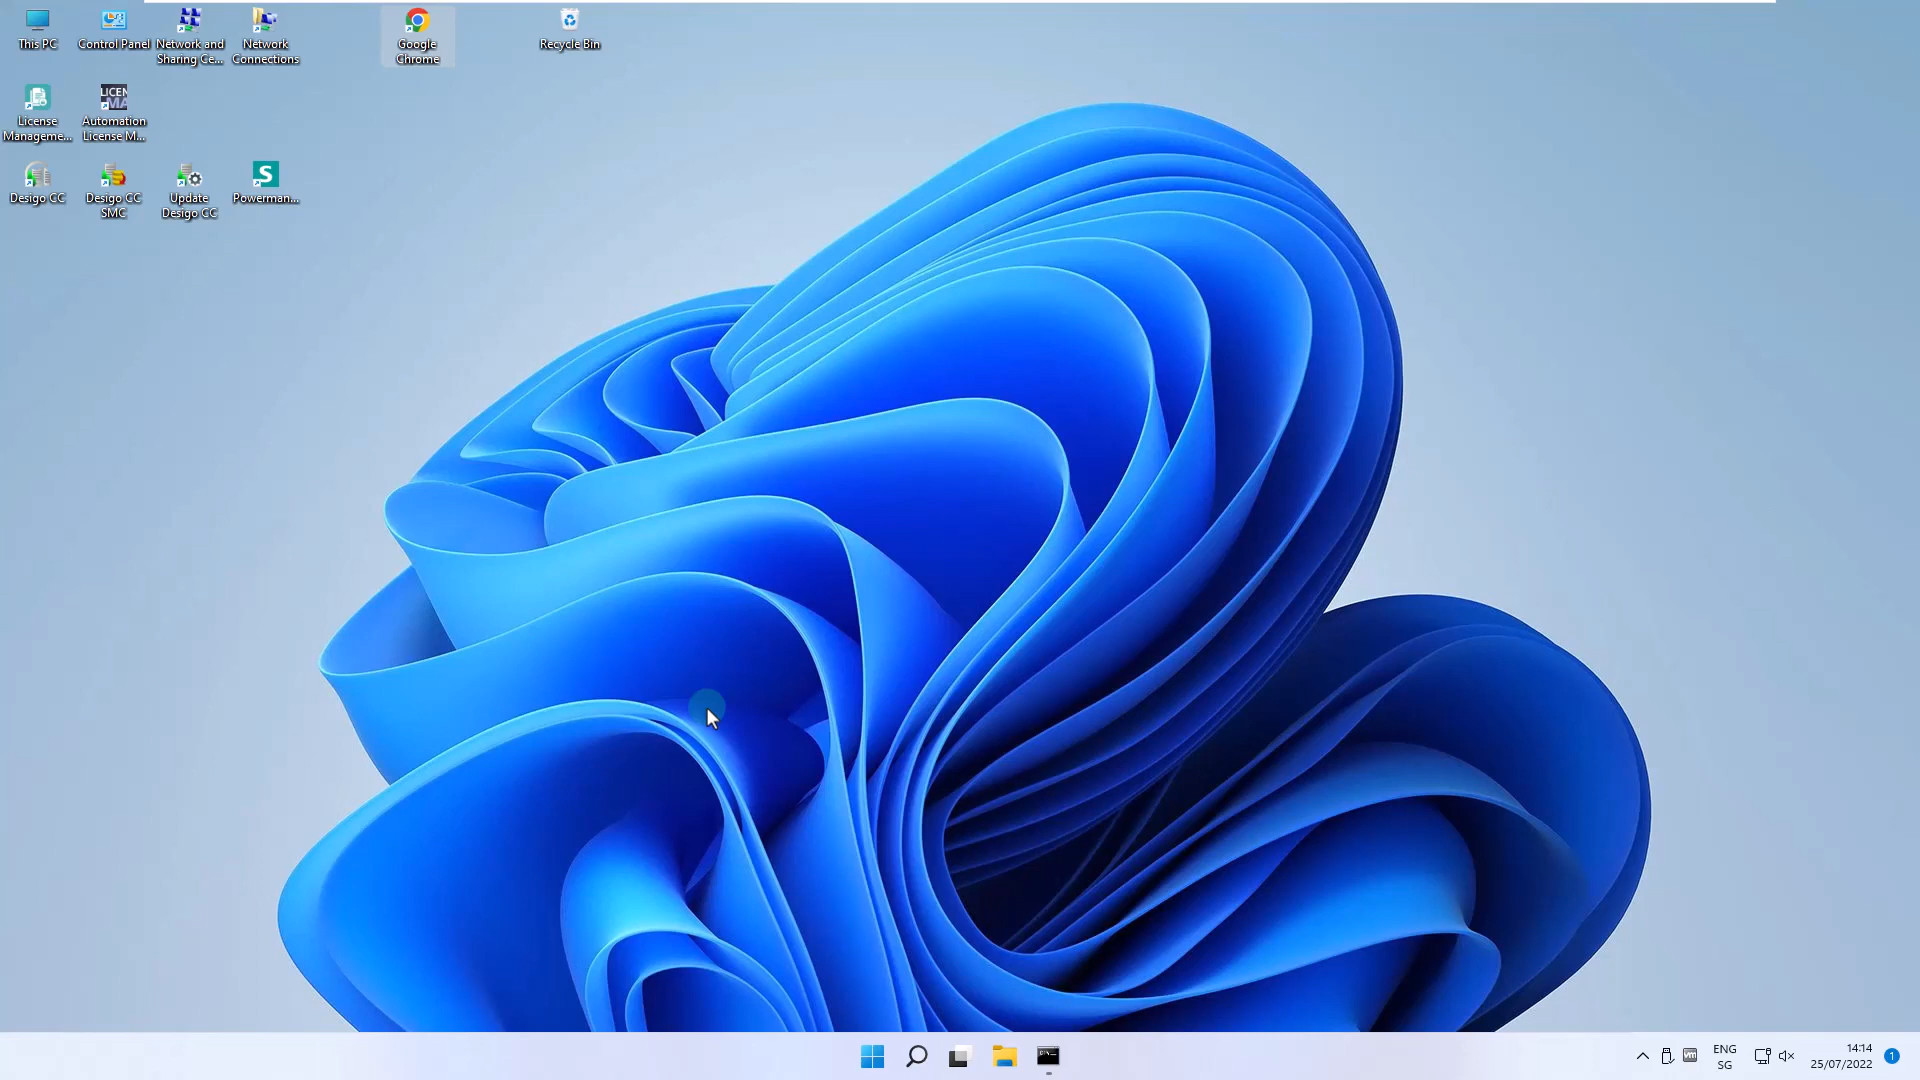 This PC
Control Panel
Network and
Sharing Ce...
Network
Connections
Google
Chrome
Recycle Bin
LICEN
MA
License
Manageme...
Automation
License M...
Desigo CC
Desigo CC
SMC
Update
Desigo CC
S
Powerman...
vm
ENG
SG
14:14
25/07/2022
1